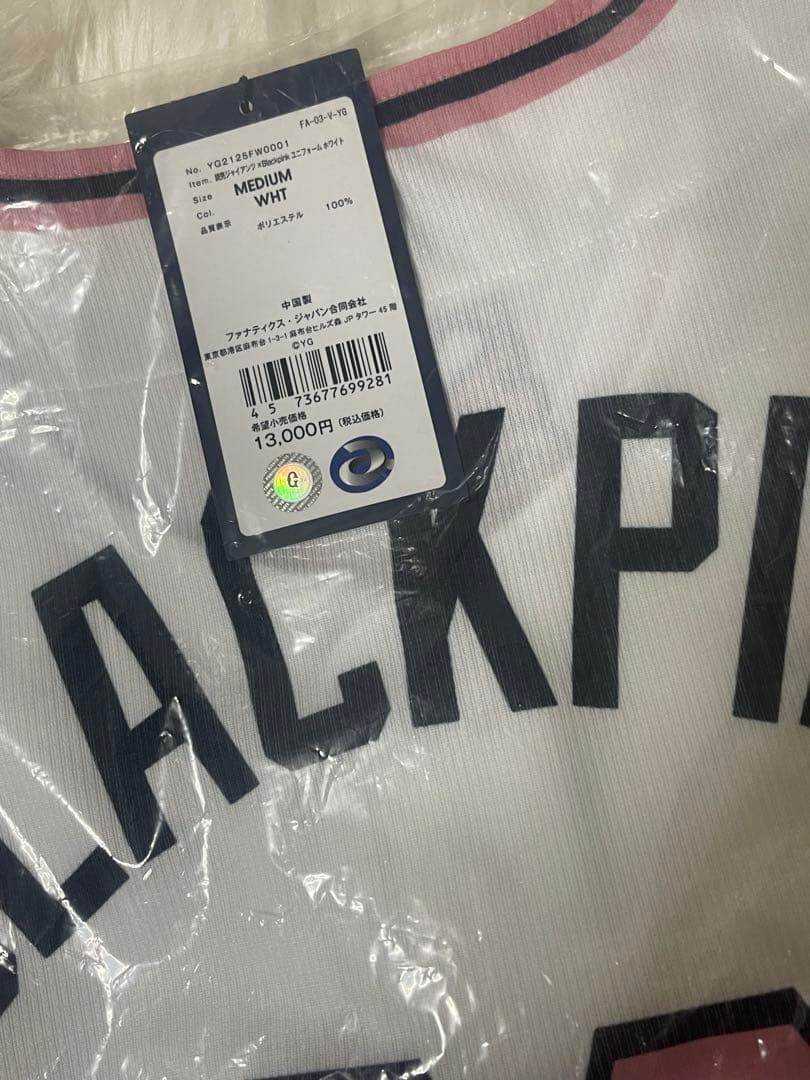 FA-03-V-YG
No. YG2125FW0001
Item. 読売ジャイアンツ×Blackpink ユニフォーム ホワイト
Size MEDIUM
Col. WHT
品質表示 ポリエステル 100%
中国製
ファナティクス・ジャパン合同会社
東京都港区麻布台 1-3-1 麻布台ヒルズ森 JP タワー 45 階
©YG
45 73677699281
希望小売価格
13,000円 (税込価格)
G
LACKPI